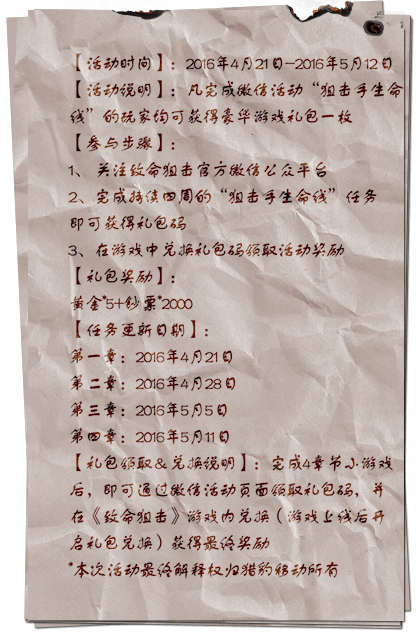 【活动时间】：2016年4月21日—2016年5月12日
【活动说明】：凡完成微信活动“狙击手生命
线”的玩家均可获得豪华游戏礼包一枚
【参与步骤】：
1、关注致命狙击官方微信公众平台
2、完成持续四周的“狙击手生命线”任务
即可获得礼包码
3、在游戏中兑换礼包码领取活动奖励
【礼包奖励】：
黄金*5+钞票*2000
【任务更新日期】：
第一章：2016年4月21日
第二章：2016年4月28日
第三章：2016年5月5日
第四章：2016年5月11日
【礼包领取&兑换说明】：完成4章节小游戏
后，即可通过微信活动页面领取礼包码，并
在《致命狙击》游戏内兑换（游戏上线后开
启礼包兑换）获得最终奖励
*本次活动最终解释权归猎豹移动所有